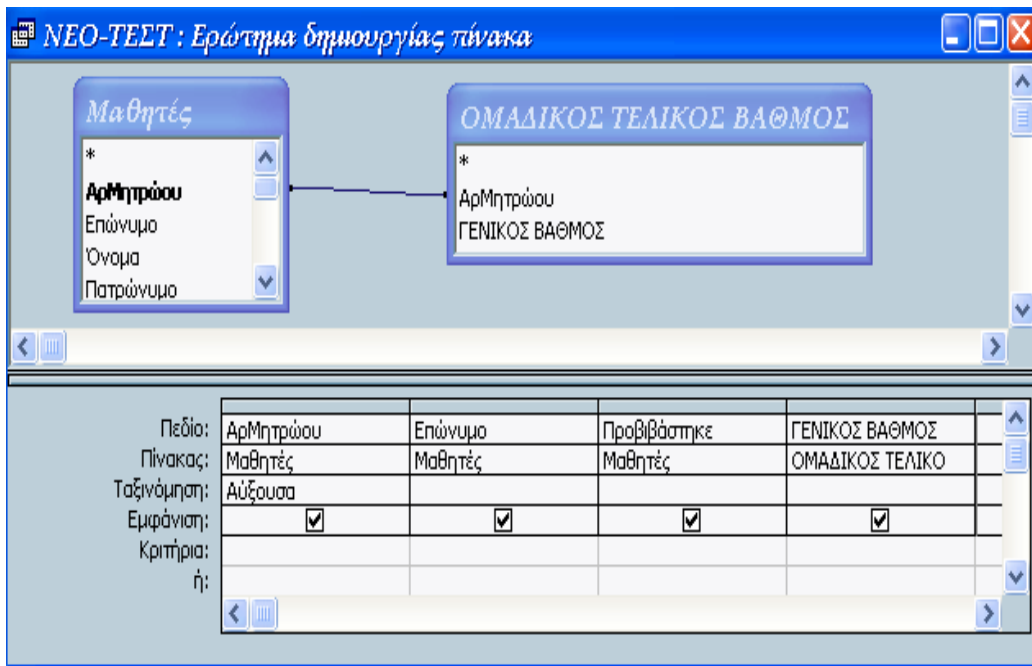 ΝΕΟ-ΤΕΣΤ : Ερώτημα δημιουργίας πίνακα
Μαθητές
*
ΑρΜητρώου
Επώνυμο
Όνομα
Πατρώνυμο
ΟΜΑΔΙΚΟΣ ΤΕΛΙΚΟΣ ΒΑΘΜΟΣ
*
ΑρΜητρώου
ΓΕΝΙΚΟΣ ΒΑΘΜΟΣ
Πεδίο: ΑρΜητρώου Επώνυμο Προβιβάστηκε ΓΕΝΙΚΟΣ ΒΑΘΜΟΣ
Πίνακας: Μαθητές Μαθητές Μαθητές ΟΜΑΔΙΚΟΣ ΤΕΛΙΚΟ
Ταξινόμηση: Αύξουσα
Εμφάνιση:
Κριτήρια:
ή: